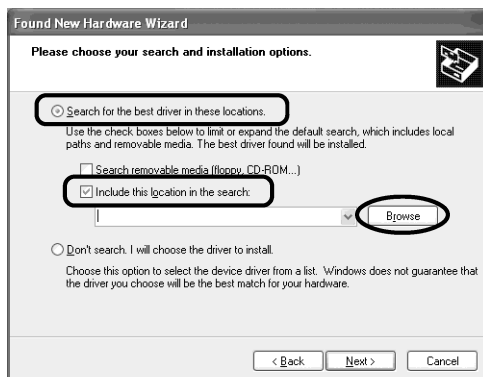 Found New Hardware Wizard
Please choose your search and installation options.
Search for the best driver in these locations.
Use the check boxes below to limit or expand the default search, which includes local
paths and removable media. The best driver found will be installed.
Search removable media (floppy, CD-ROM...)
Include this location in the search:
Browse
Don't search. I will choose the driver to install.
Choose this option to select the device driver from a list. Windows does not guarantee that
the driver you choose will be the best match for your hardware.
< Back Next > Cancel